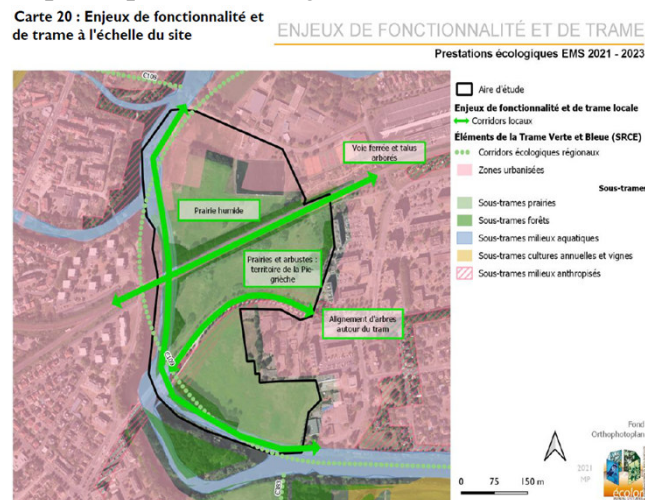 Carte 20 : Enjeux de fonctionnalité et
de trame à l'échelle du site
ENJEUX DE FONCTIONNALITÉ ET DE TRAME
Prestations écologiques EMS 2021 - 2023
Aire d'étude
Enjeux de fonctionnalité et de trame locale
Corridors locaux
Éléments de la Trame Verte et Bleue (SRCE)
Corridors écologiques régionaux
Zones urbanisées
Sous-trames
Sous-trames prairies
Sous-trames forêts
Sous-trames milieux aquatiques
Sous-trames cultures annuelles et vignes
Sous-trames milieux anthropisés
C109
Voie ferrée et talus
arborés
Prairie humide
Prairies et arbustes :
territoire de la Pie-
grièche
Alignement d'arbres
autour du tram
Fond
Orthophotoplan
2021
MP
0 75 150 m
écolor